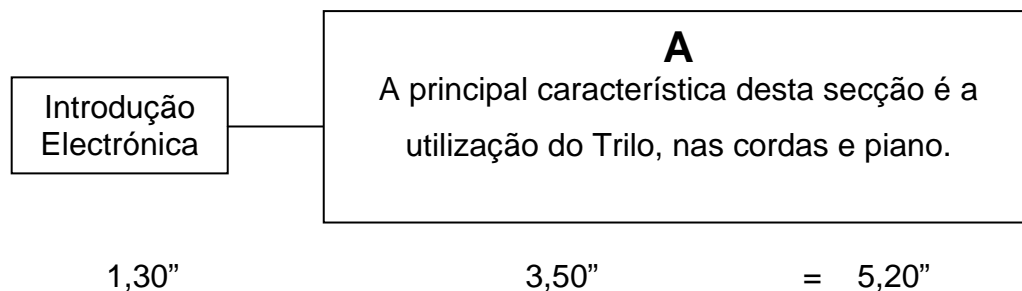 Introdução
Electrónica
A
A principal característica desta secção é a
utilização do Trilo, nas cordas e piano.
1,30” 3,50” = 5,20”